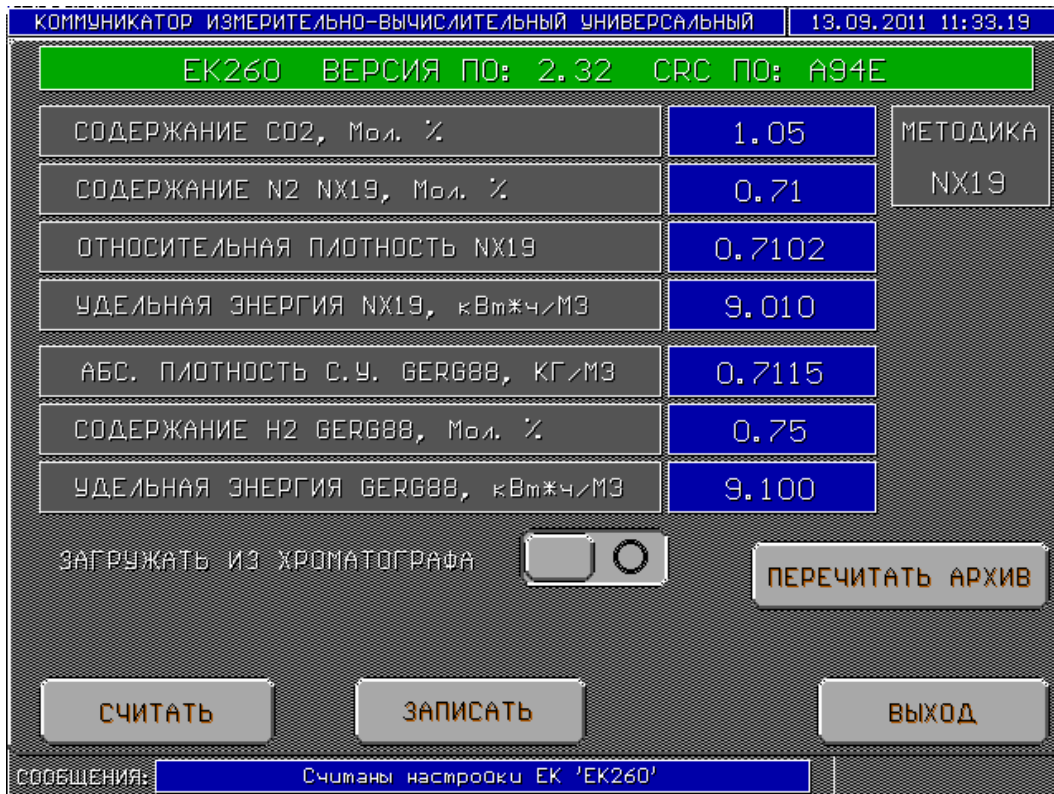 КОММУНИКАТОР ИЗМЕРИТЕЛЬНО-ВЫЧИСЛИТЕЛЬНЫЙ УНИВЕРСАЛЬНЫЙ 13.09.2011 11:33.19
EK260 ВЕРСИЯ ПО: 2.32 CRC ПО: A94E
СОДЕРЖАНИЕ CO2, Мол. % 1.05
МЕТОДИКА
NX19
СОДЕРЖАНИЕ N2 NX19, Мол. % 0.71
ОТНОСИТЕЛЬНАЯ ПЛОТНОСТЬ NX19 0.7102
УДЕЛЬНАЯ ЭНЕРГИЯ NX19, кВт*ч/М3 9.010
АБС. ПЛОТНОСТЬ С.У. GERG88, КГ/М3 0.7115
СОДЕРЖАНИЕ H2 GERG88, Мол. % 0.75
УДЕЛЬНАЯ ЭНЕРГИЯ GERG88, кВт*ч/М3 9.100
ЗАГРУЖАТЬ ИЗ ХРОМАТОГРАФА
ПЕРЕЧИТАТЬ АРХИВ
СЧИТАТЬ ЗАПИСАТЬ ВЫХОД
СООБЩЕНИЯ: Считаны настройки ЕК 'EK260'